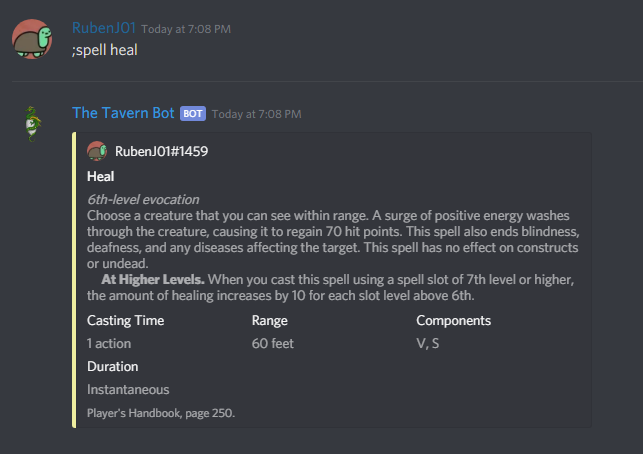 RubenJ01 Today at 7:08 PM
;spell heal
The Tavern Bot BOT Today at 7:08 PM
RubenJ01#1459
Heal
6th-level evocation
Choose a creature that you can see within range. A surge of positive energy washes
through the creature, causing it to regain 70 hit points. This spell also ends blindness,
deafness, and any diseases affecting the target. This spell has no effect on constructs
or undead.
At Higher Levels. When you cast this spell using a spell slot of 7th level or higher,
the amount of healing increases by 10 for each slot level above 6th.
Casting Time Range Components
1 action 60 feet V, S
Duration
Instantaneous
Player's Handbook, page 250.